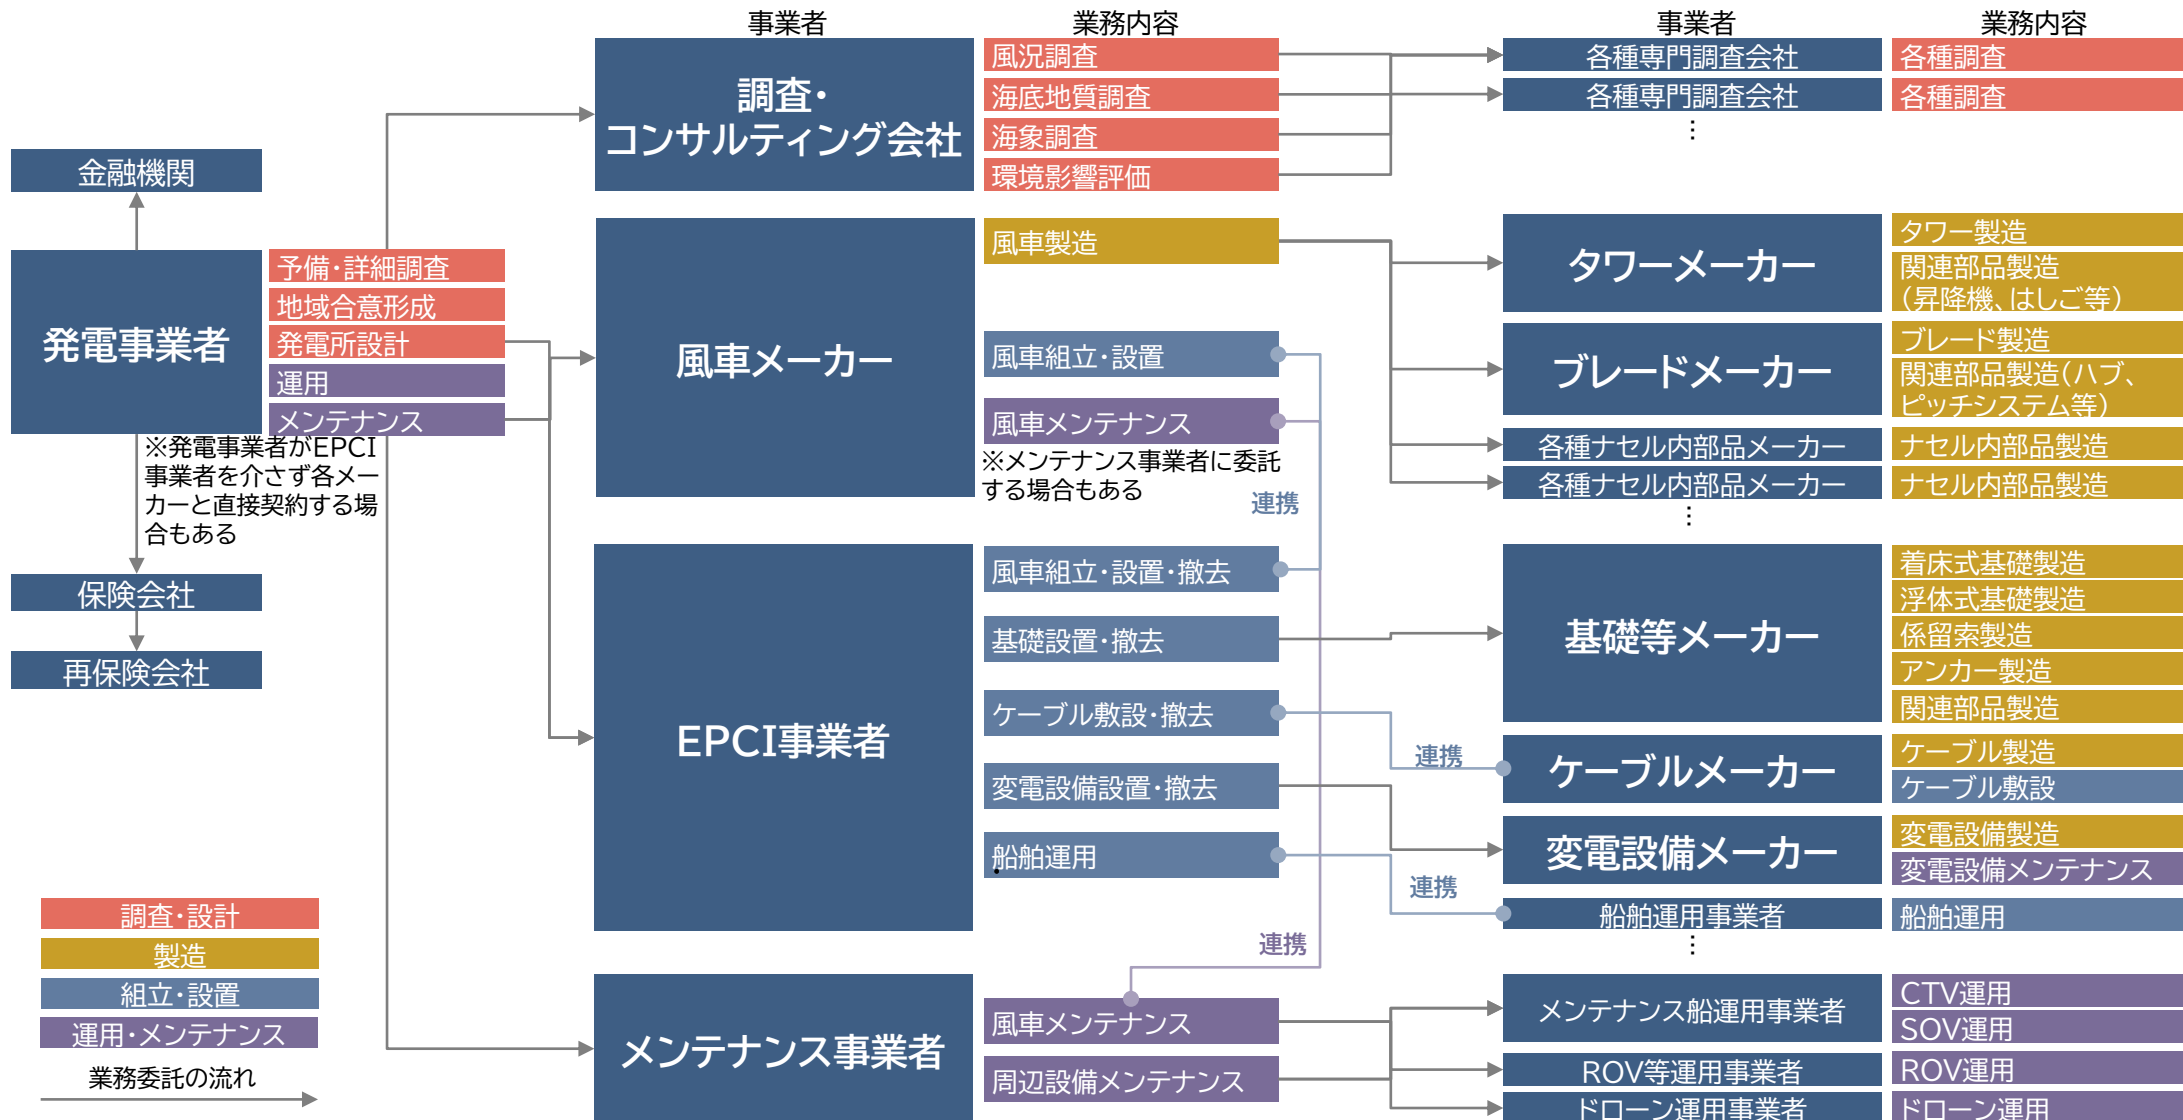 事業者
業務内容
事業者
業務内容
金融機関
発電事業者
予備・詳細調査
地域合意形成
発電所設計
運用
メンテナンス
※発電事業者がEPCI
事業者を介さず各メー
カーと直接契約する場
合もある
保険会社
再保険会社
調査・設計
製造
組立・設置
運用・メンテナンス
業務委託の流れ
調査・
コンサルティング会社
風況調査
海底地質調査
海象調査
環境影響評価
風車メーカー
風車製造
風車組立・設置
風車メンテナンス
※メンテナンス事業者に委託
する場合もある
連携
EPCI事業者
風車組立・設置・撤去
基礎設置・撤去
ケーブル敷設・撤去
変電設備設置・撤去
船舶運用
連携
連携
連携
メンテナンス事業者
風車メンテナンス
周辺設備メンテナンス
各種専門調査会社
各種調査
各種専門調査会社
各種調査
⋮
タワーメーカー
タワー製造
関連部品製造
（昇降機、はしご等）
ブレードメーカー
ブレード製造
関連部品製造（ハブ、
ピッチシステム等）
各種ナセル内部品メーカー
ナセル内部品製造
各種ナセル内部品メーカー
ナセル内部品製造
⋮
基礎等メーカー
着床式基礎製造
浮体式基礎製造
係留索製造
アンカー製造
関連部品製造
ケーブルメーカー
ケーブル製造
ケーブル敷設
変電設備メーカー
変電設備製造
変電設備メンテナンス
船舶運用事業者
船舶運用
⋮
メンテナンス船運用事業者
CTV運用
SOV運用
ROV等運用事業者
ROV運用
ドローン運用事業者
ドローン運用